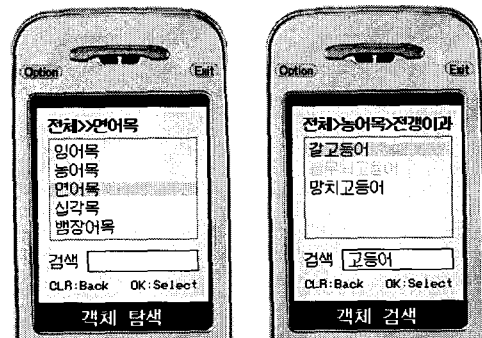 Option Exit
전체>>연어목
잉어목
농어목
연어목
십각목
뱀장어목
검색
CLR:Back OK:Select
객체 탐색
Option Exit
전체>농어목>전갱이과
갈고등어
망치고등어
검색 고등어
CLR:Back OK:Select
객체 검색